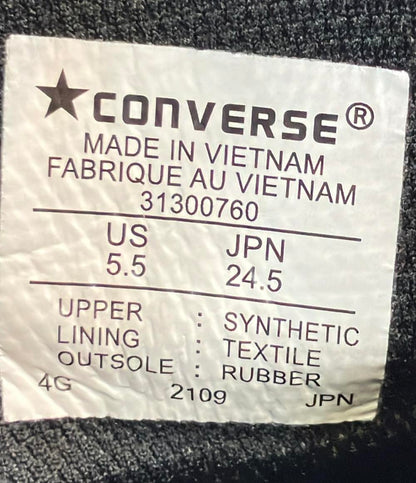 ★CONVERSE®
MADE IN VIETNAM
FABRIQUE AU VIETNAM
31300760
US JPN
5.5 24.5
UPPER : SYNTHETIC
LINING : TEXTILE
OUTSOLE : RUBBER
4G 2109 JPN